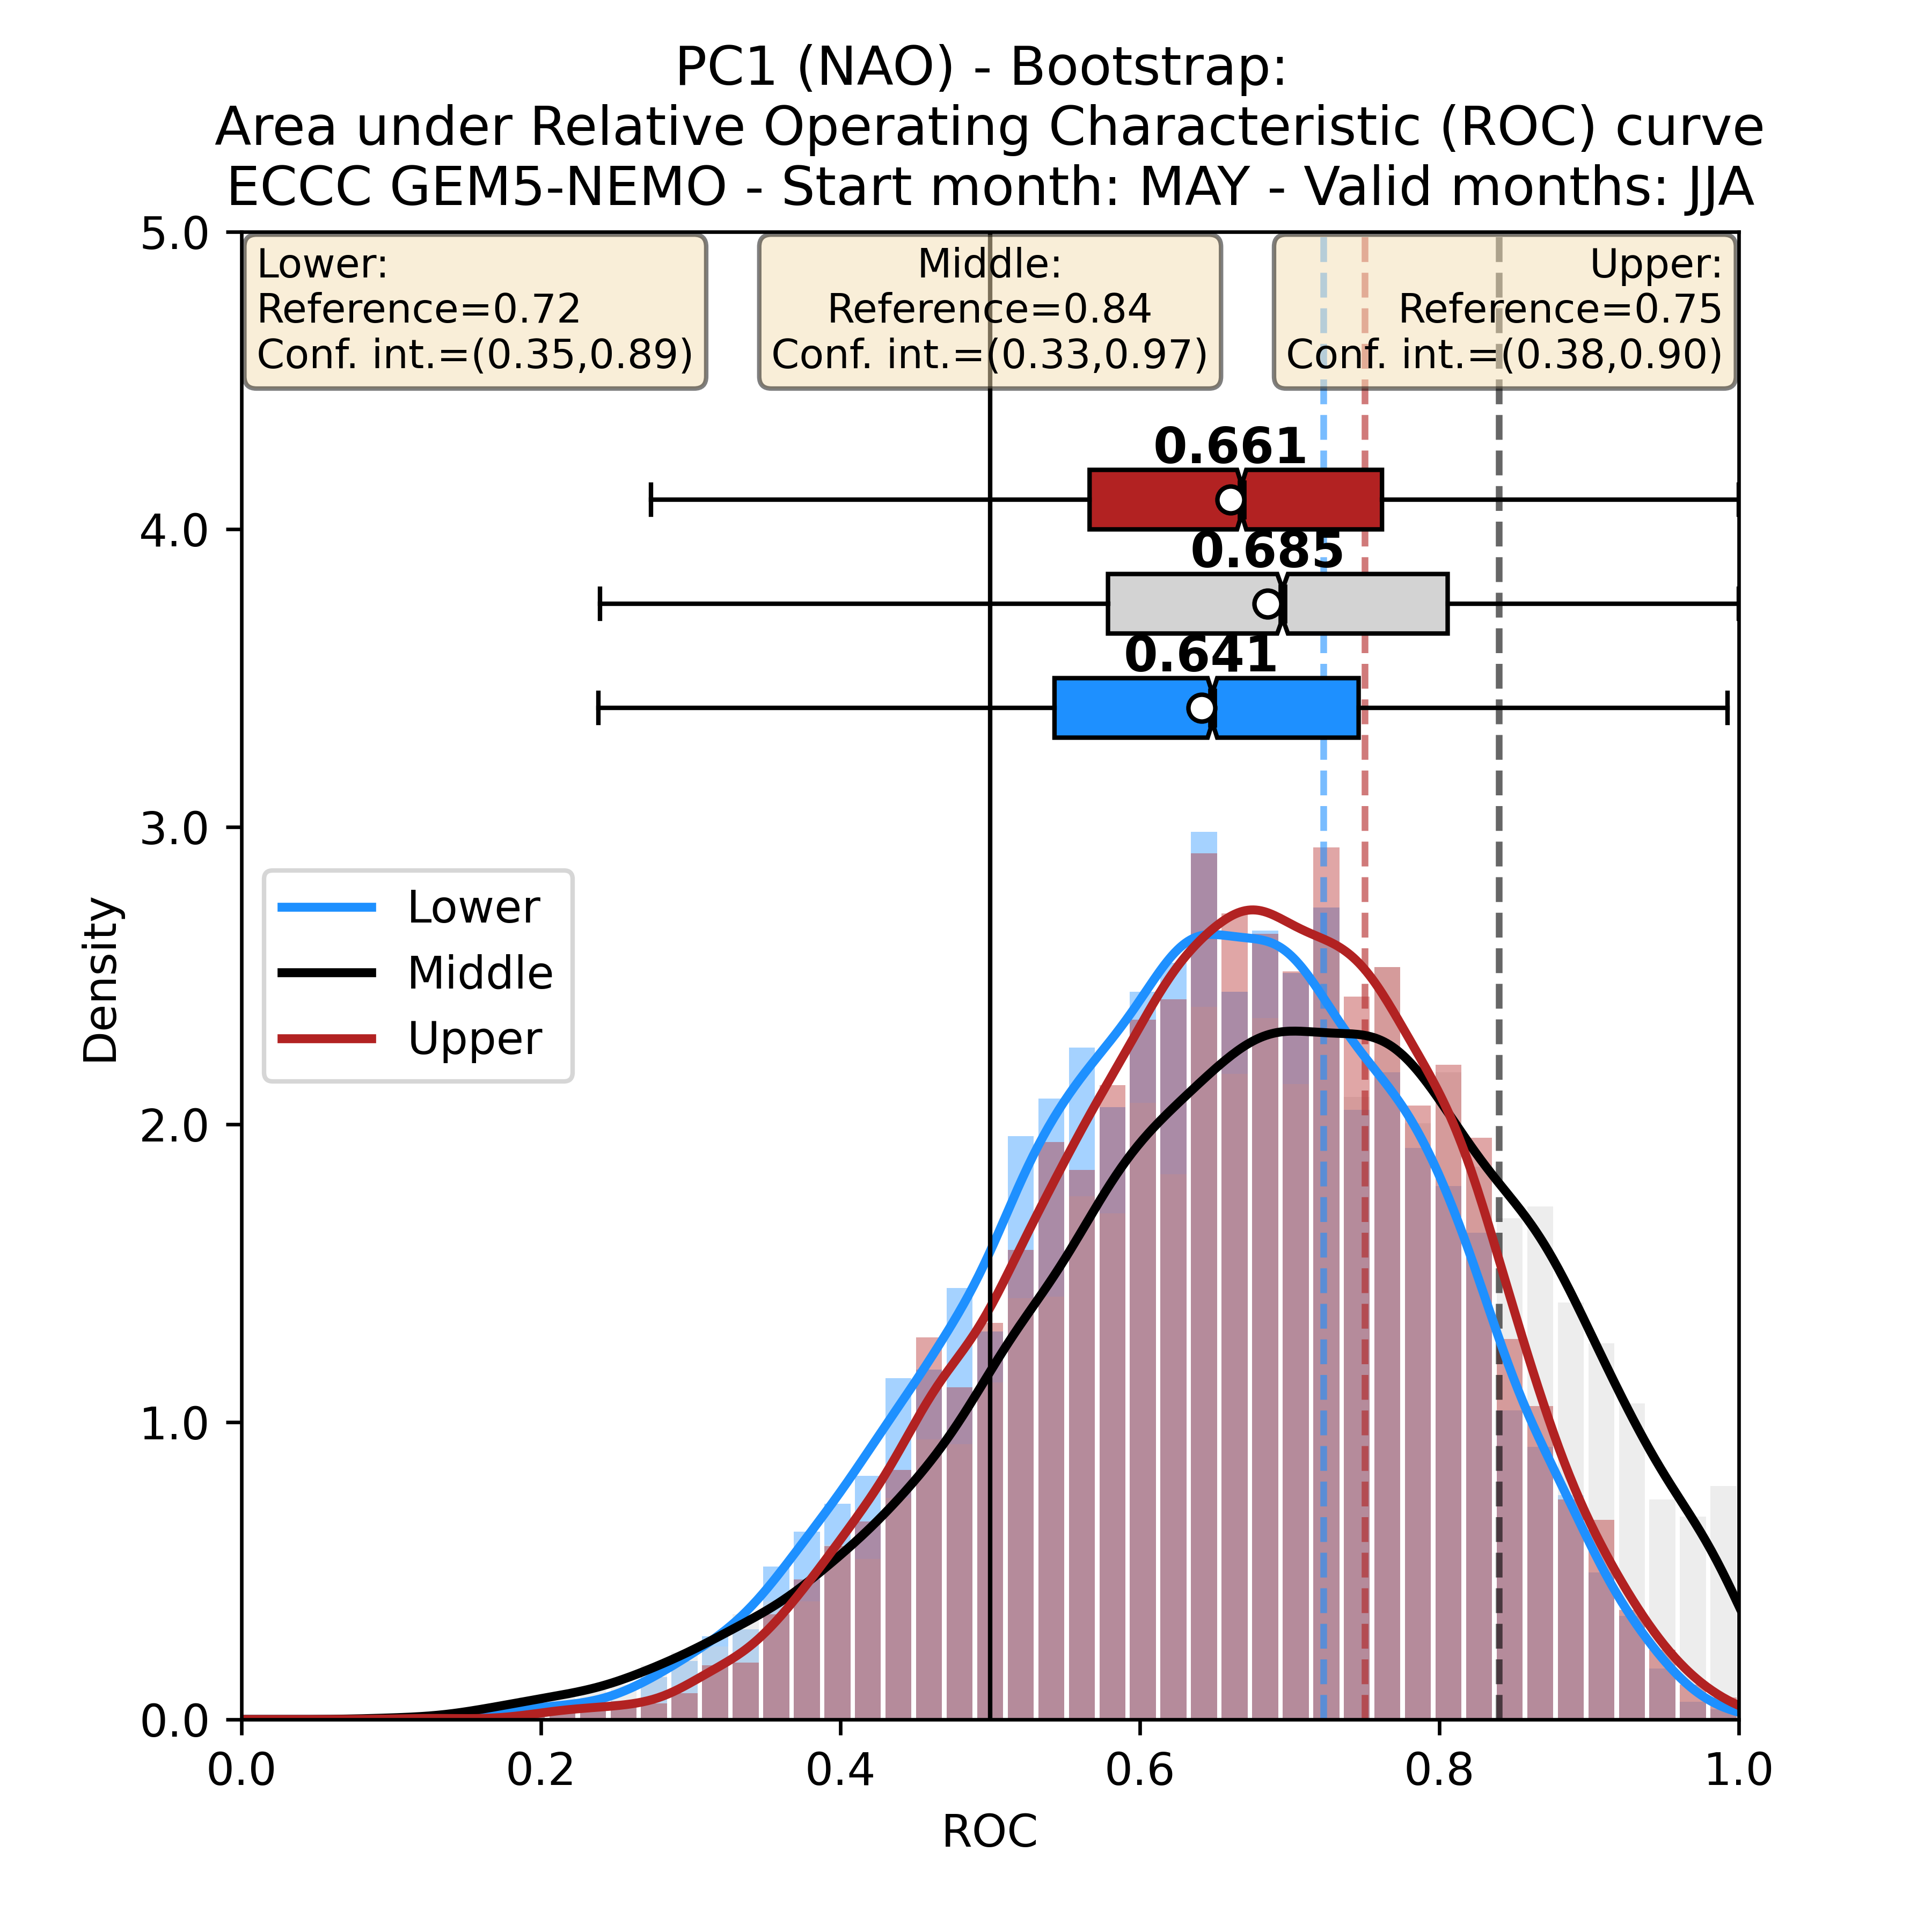 PC1 (NAO) - Bootstrap:
Area under Relative Operating Characteristic (ROC) curve
ECCC GEM5-NEMO - Start month: MAY - Valid months: JJA
Lower:
Reference=0.72
Conf. int.=(0.35,0.89)
Middle:
Reference=0.84
Conf. int.=(0.33,0.97)
Upper:
Reference=0.75
Conf. int.=(0.38,0.90)
0.661
0.685
0.641
Lower
Middle
Upper
Density
5.0
4.0
3.0
2.0
1.0
0.0
0.0 0.2 0.4 0.6 0.8 1.0
ROC